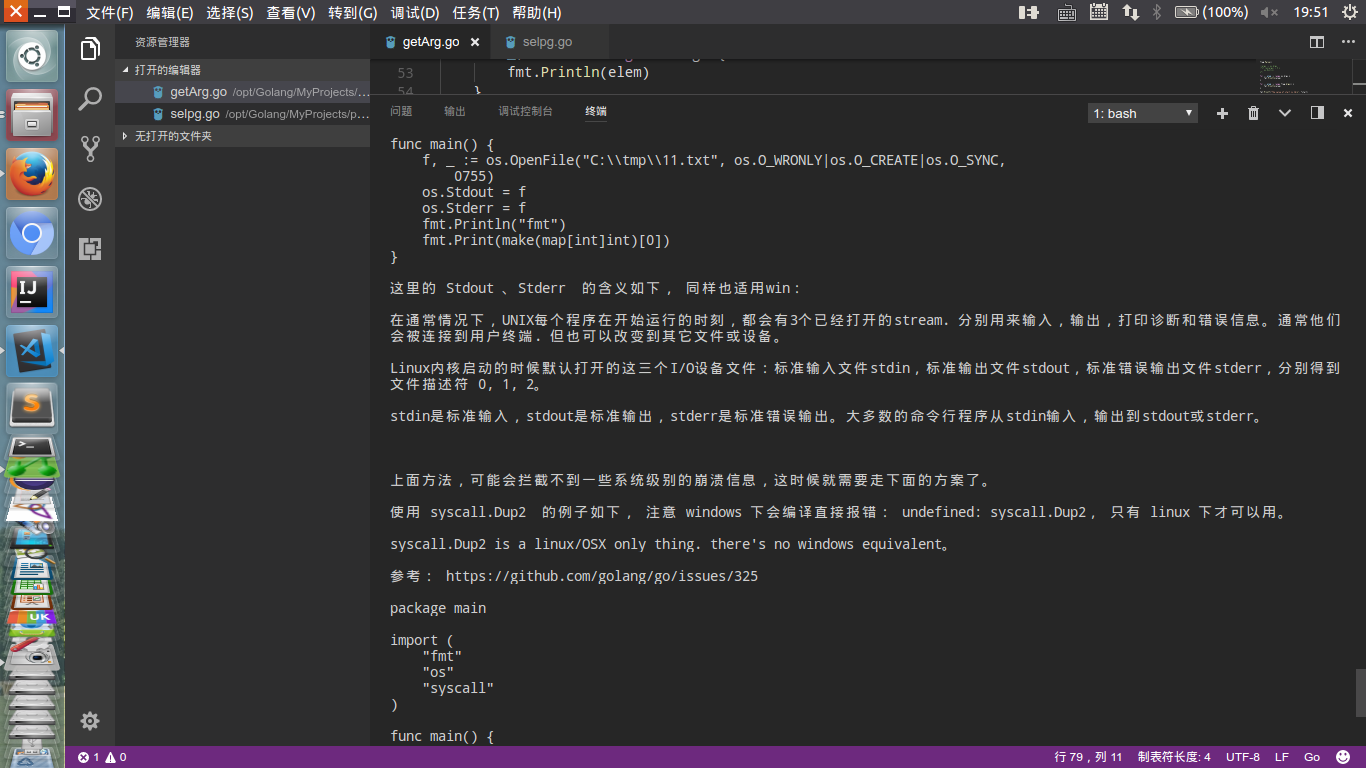 文件(F) 编辑(E) 选择(S) 查看(V) 转到(G) 调试(D) 任务(T) 帮助(H)
(100%) 19:51
资源管理器
打开的编辑器
getArg.go /opt/Golang/MyProjects/...
selpg.go /opt/Golang/MyProjects/p...
无打开的文件夹
getArg.go selpg.go
53 fmt.Println(elem)
54 }
问题 输出 调试控制台 终端 1: bash
func main() {
    f, _ := os.OpenFile("C:\\tmp\\11.txt", os.O_WRONLY|os.O_CREATE|os.O_SYNC,
        0755)
    os.Stdout = f
    os.Stderr = f
    fmt.Println("fmt")
    fmt.Print(make(map[int]int)[0])
}
这里的 Stdout 、Stderr 的含义如下， 同样也适用win：
在通常情况下，UNIX每个程序在开始运行的时刻，都会有3个已经打开的stream. 分别用来输入，输出，打印诊断和错误信息。通常他们
会被连接到用户终端. 但也可以改变到其它文件或设备。
Linux内核启动的时候默认打开的这三个I/O设备文件：标准输入文件stdin，标准输出文件stdout，标准错误输出文件stderr，分别得到
文件描述符 0, 1, 2。
stdin是标准输入，stdout是标准输出，stderr是标准错误输出。大多数的命令行程序从stdin输入，输出到stdout或stderr。
上面方法，可能会拦截不到一些系统级别的崩溃信息，这时候就需要走下面的方案了。
使用 syscall.Dup2 的例子如下， 注意 windows 下会编译直接报错： undefined: syscall.Dup2， 只有 linux 下才可以用。
syscall.Dup2 is a linux/OSX only thing. there's no windows equivalent。
参考： https://github.com/golang/go/issues/325
package main
import (
    "fmt"
    "os"
    "syscall"
)
func main() {
1 0 行 79，列 11 制表符长度: 4 UTF-8 LF Go